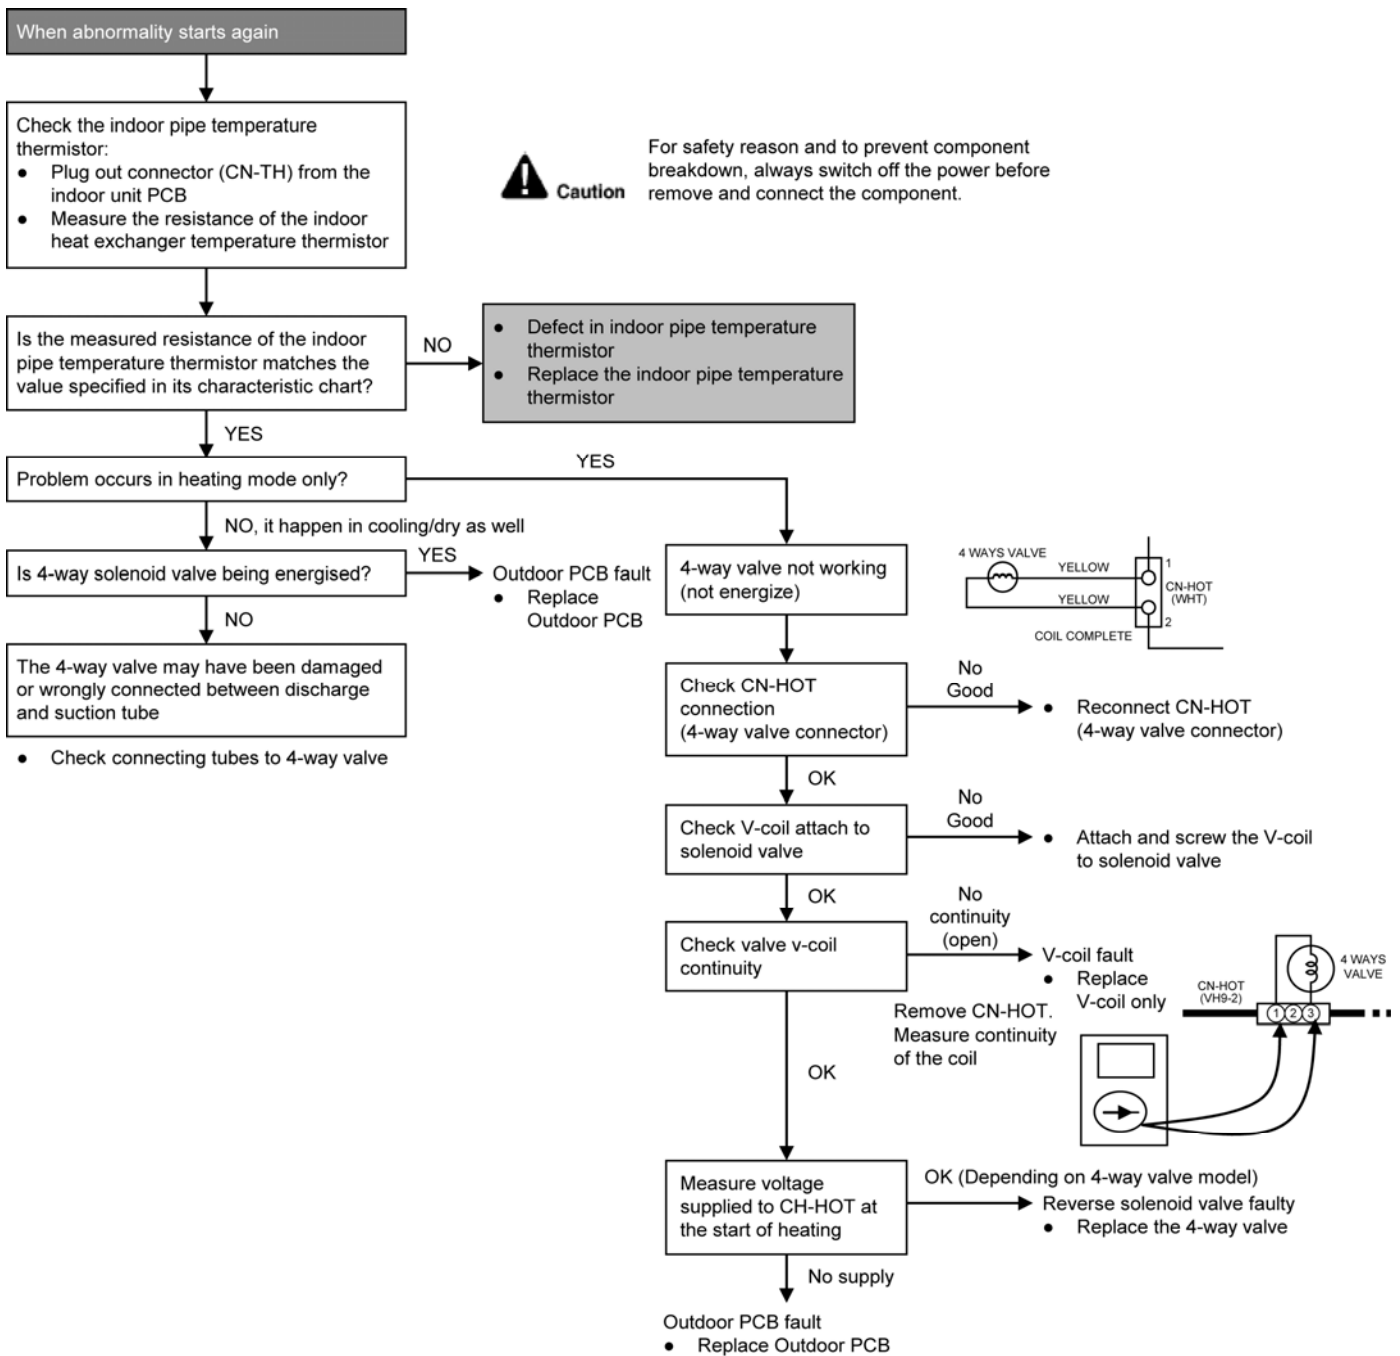 When abnormality starts again
Check the indoor pipe temperature
thermistor:
● Plug out connector (CN-TH) from the
indoor unit PCB
● Measure the resistance of the indoor
heat exchanger temperature thermistor
Caution
For safety reason and to prevent component
breakdown, always switch off the power before
remove and connect the component.
Is the measured resistance of the indoor
pipe temperature thermistor matches the
value specified in its characteristic chart?
NO
● Defect in indoor pipe temperature
thermistor
● Replace the indoor pipe temperature
thermistor
YES
Problem occurs in heating mode only?
YES
NO, it happen in cooling/dry as well
Is 4-way solenoid valve being energised?
YES
Outdoor PCB fault
● Replace
Outdoor PCB
NO
The 4-way valve may have been damaged
or wrongly connected between discharge
and suction tube
● Check connecting tubes to 4-way valve
4-way valve not working
(not energize)
4 WAYS VALVE
YELLOW
YELLOW
1
CN-HOT
(WHT)
2
COIL COMPLETE
Check CN-HOT
connection
(4-way valve connector)
No
Good
● Reconnect CN-HOT
(4-way valve connector)
OK
Check V-coil attach to
solenoid valve
No
Good
● Attach and screw the V-coil
to solenoid valve
OK
Check valve v-coil
continuity
No
continuity
(open)
V-coil fault
● Replace
V-coil only
Remove CN-HOT.
Measure continuity
of the coil
4 WAYS
VALVE
CN-HOT
(VH9-2)
1 2 3
OK
Measure voltage
supplied to CH-HOT at
the start of heating
OK (Depending on 4-way valve model)
Reverse solenoid valve faulty
● Replace the 4-way valve
No supply
Outdoor PCB fault
● Replace Outdoor PCB